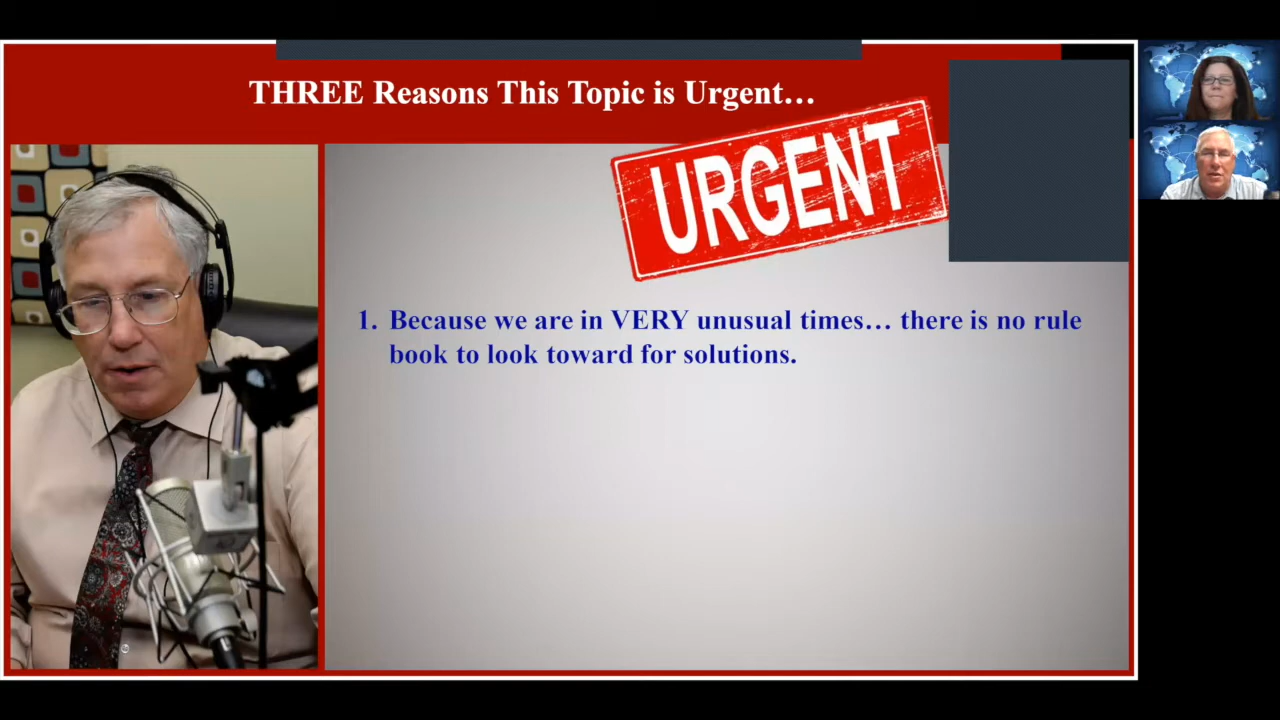 THREE Reasons This Topic is Urgent…
URGENT
1. Because we are in VERY unusual times… there is no rule
book to look toward for solutions.